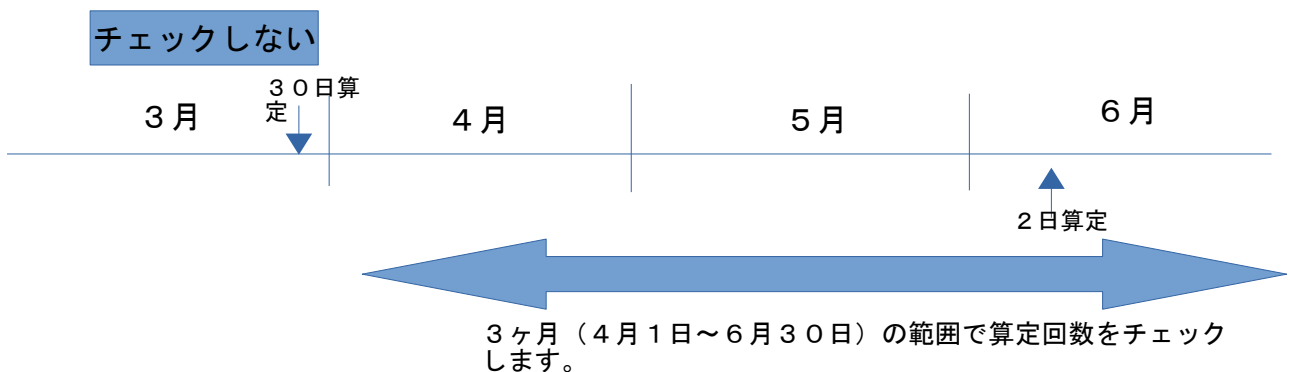 チェックしない
３０日算
定
３月
４月
５月
６月
２日算定
３ヶ月（４月１日～６月３０日）の範囲で算定回数をチェック
します。